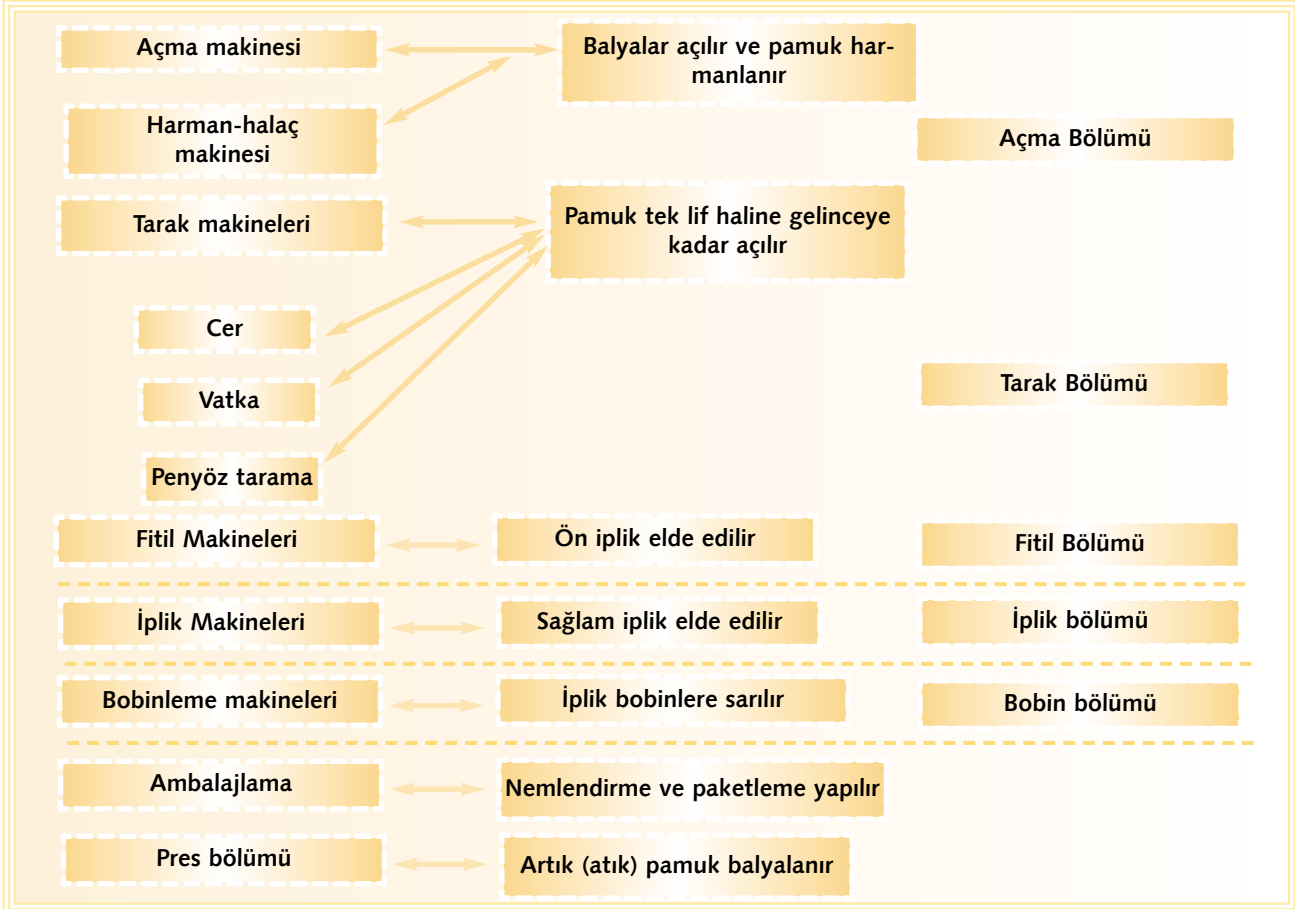 Açma makinesi
Balyalar açılır ve pamuk har-
manlanır
Harman-halaç
makinesi
Açma Bölümü
Tarak makineleri
Pamuk tek lif haline gelinceye
kadar açılır
Cer
Vatka
Tarak Bölümü
Penyöz tarama
Fitil Makineleri
Ön iplik elde edilir
Fitil Bölümü
İplik Makineleri
Sağlam iplik elde edilir
İplik bölümü
Bobinleme makineleri
İplik bobinlere sarılır
Bobin bölümü
Ambalajlama
Nemlendirme ve paketleme yapılır
Pres bölümü
Artık (atık) pamuk balyalanır